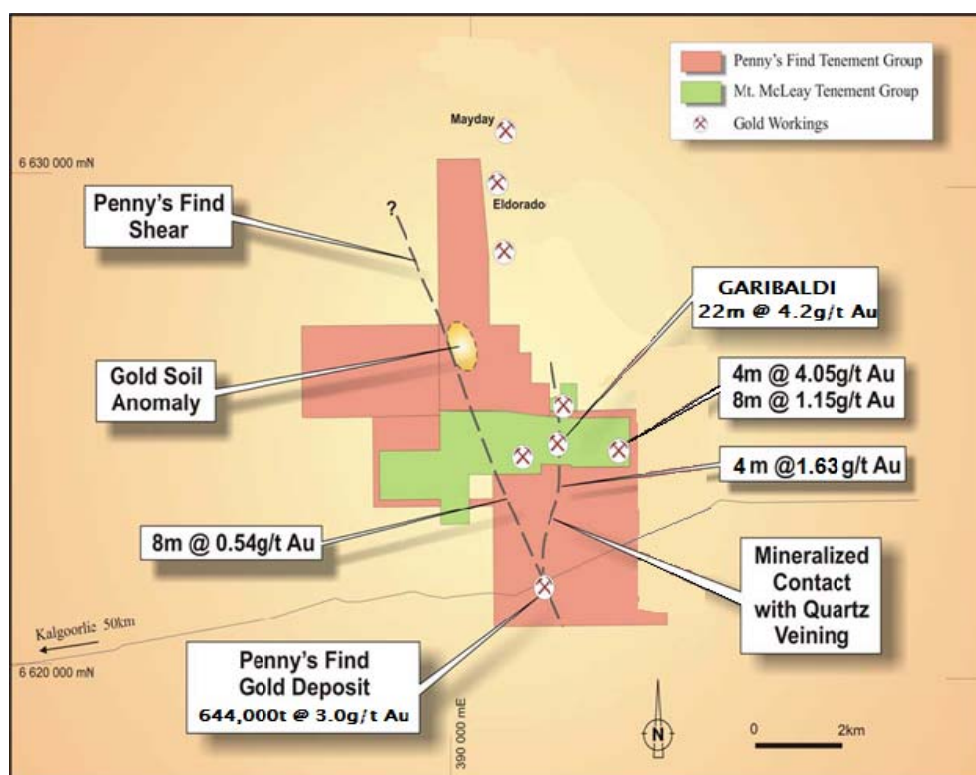 Penny's Find Tenement Group
Mt. McLeay Tenement Group
Gold Workings
Mayday
6 630 000 mN
Eldorado
Penny's Find
Shear
?
GARIBALDI
22m @ 4.2g/t Au
Gold Soil
Anomaly
4m @ 4.05g/t Au
8m @ 1.15g/t Au
4m @1.63g/t Au
8m @ 0.54g/t Au
Mineralized
Contact
with Quartz
Veining
Kalgoorlie 50km
6 620 000 mN
Penny's Find
Gold Deposit
644,000t @ 3.0g/t Au
390 000 mE
N
0 2km